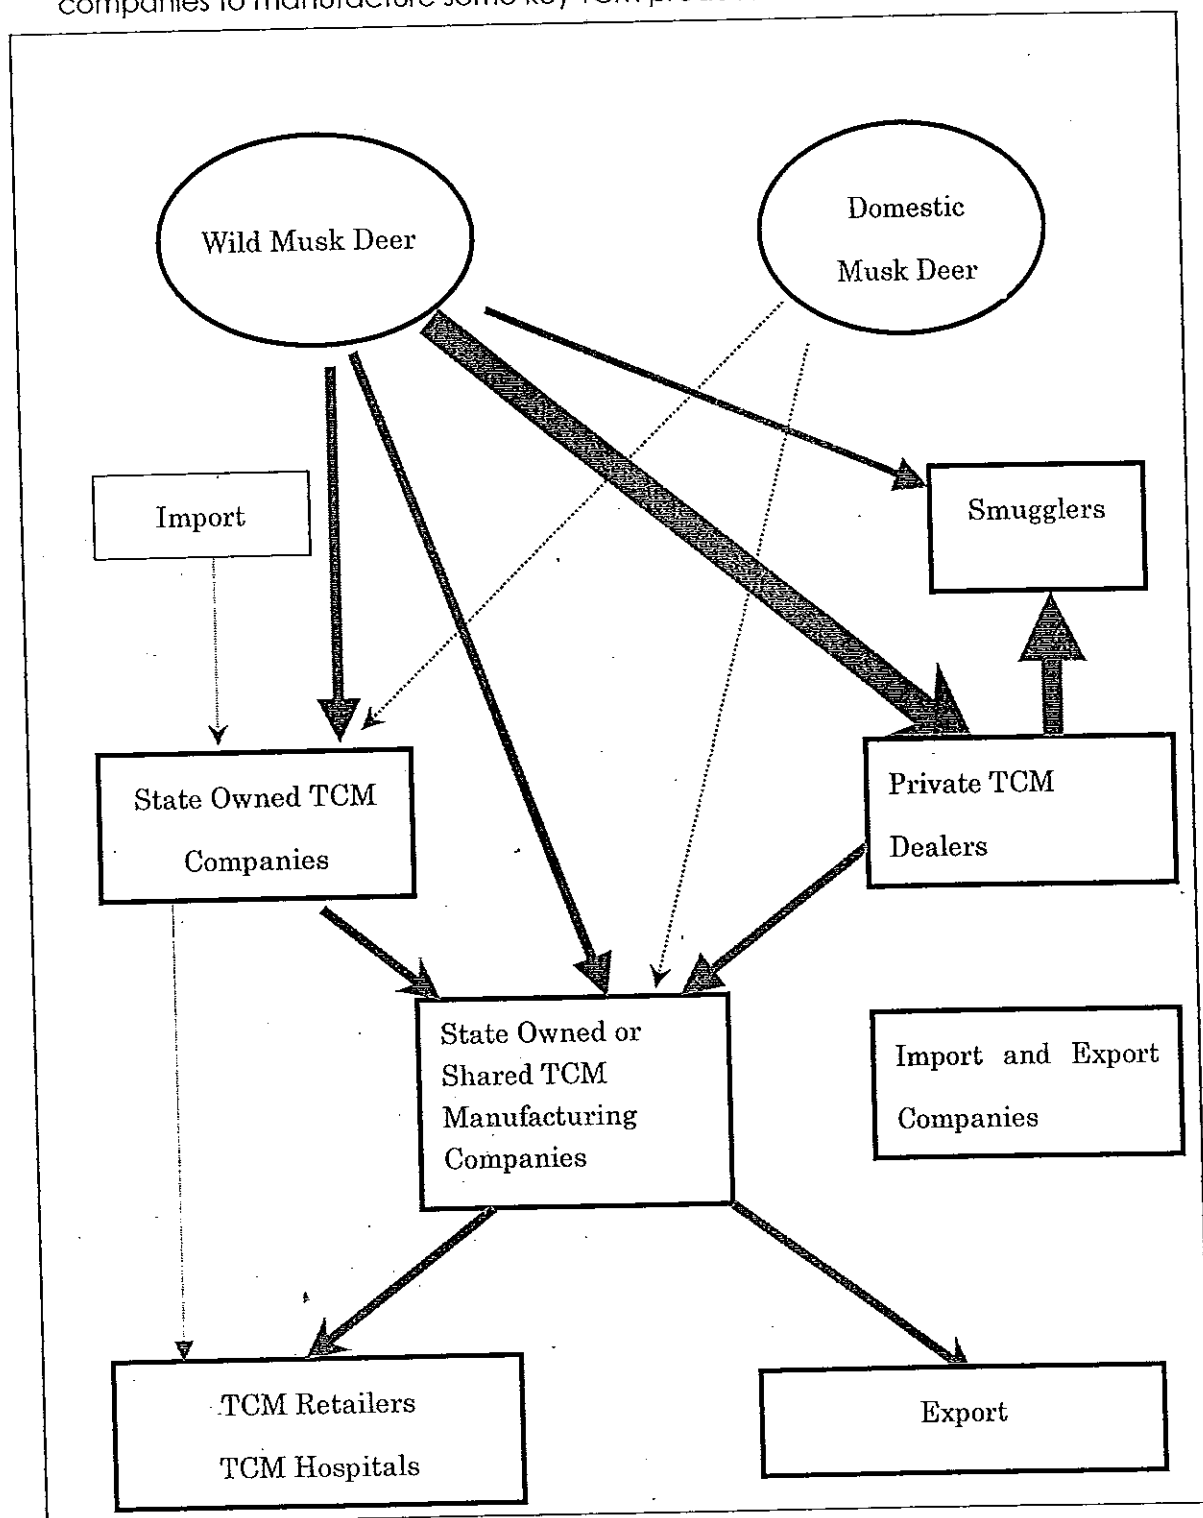 companies to manufacture some key TCM
Wild Musk Deer
Domestic
Musk Deer
Import
Smugglers
State Owned TCM
Companies
Private TCM
Dealers
State Owned or
Shared TCM
Manufacturing
Companies
Import and Export
Companies
TCM Retailers
TCM Hospitals
Export